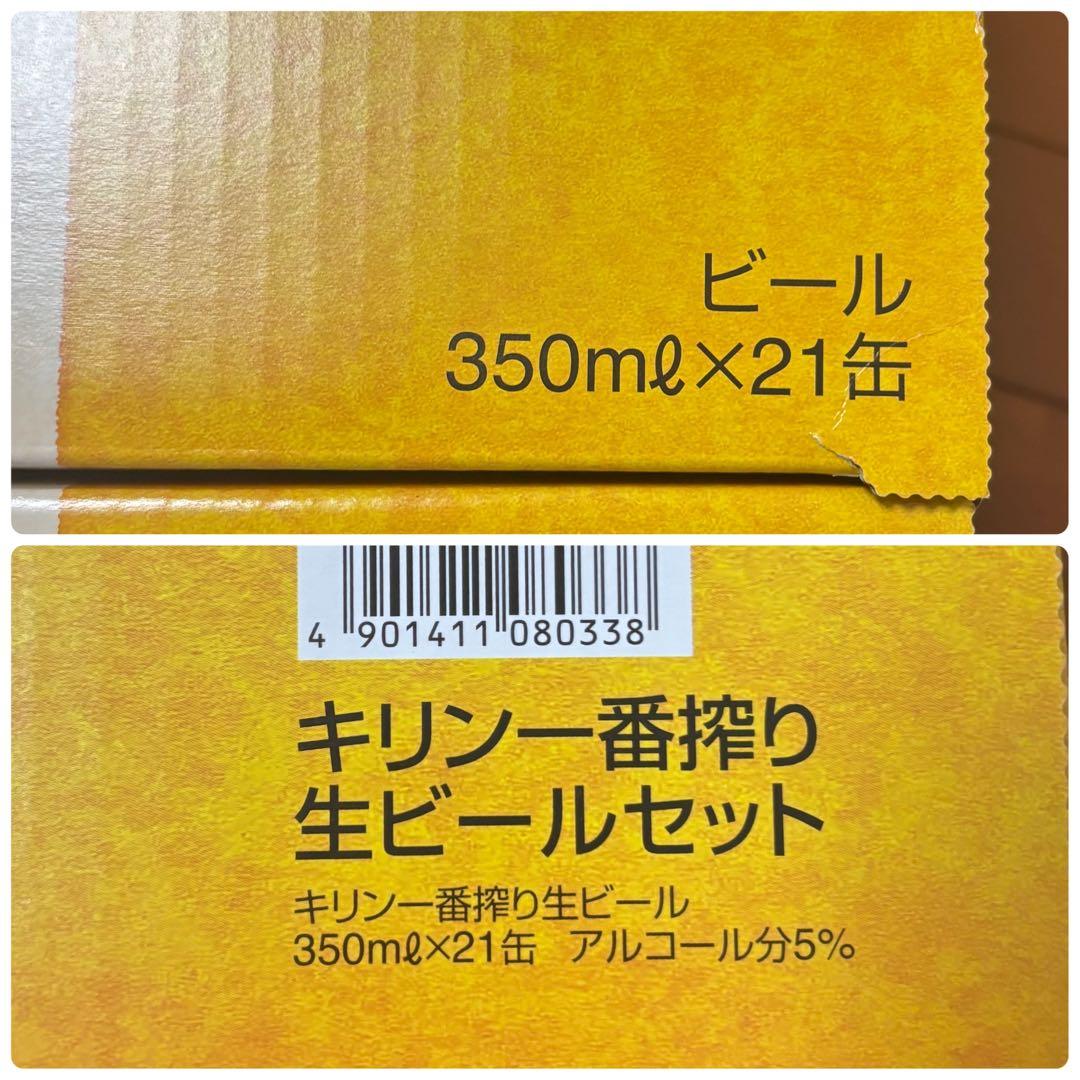 ビール
350mℓ×21缶
4 901411 080338
キリン一番搾り
生ビールセット
キリン一番搾り生ビール
350mℓ×21缶 アルコール分5%